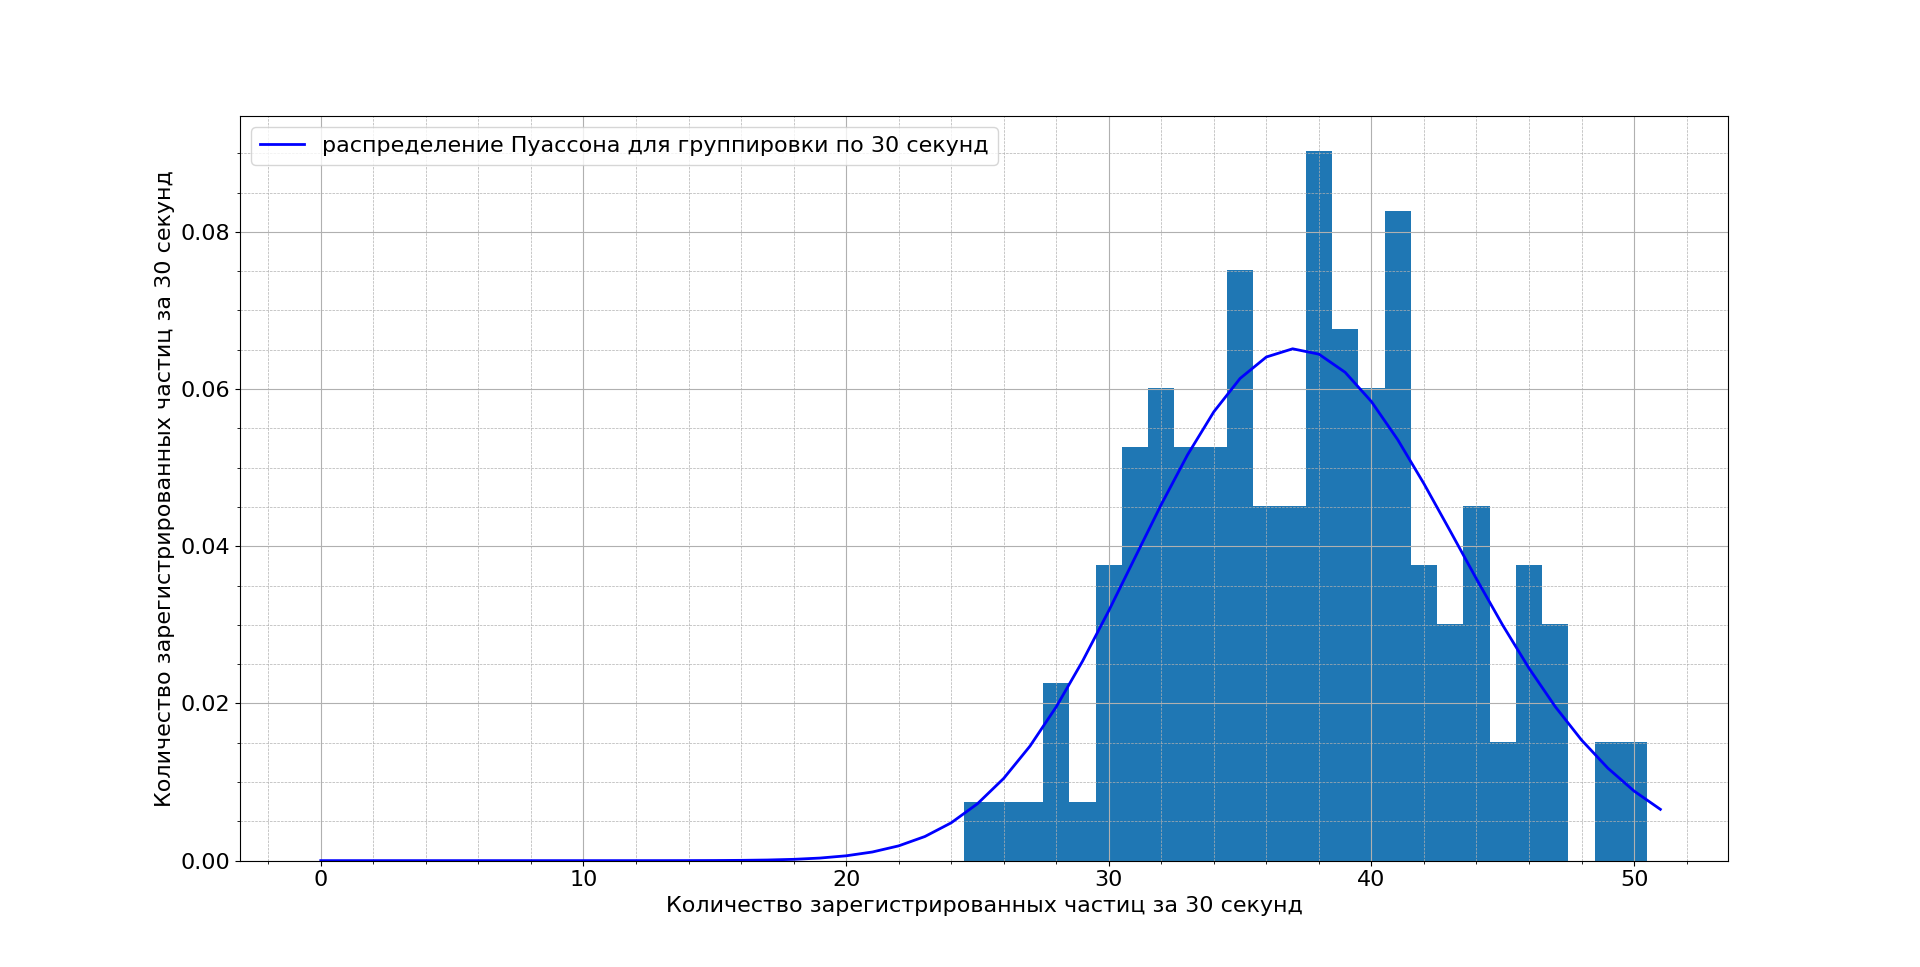 распределение Пуассона для группировки по 30 секунд
Количество зарегистрированных частиц за 30 секунд
0.08
0.06
0.04
0.02
0.00
0 10 20 30 40 50
Количество зарегистрированных частиц за 30 секунд